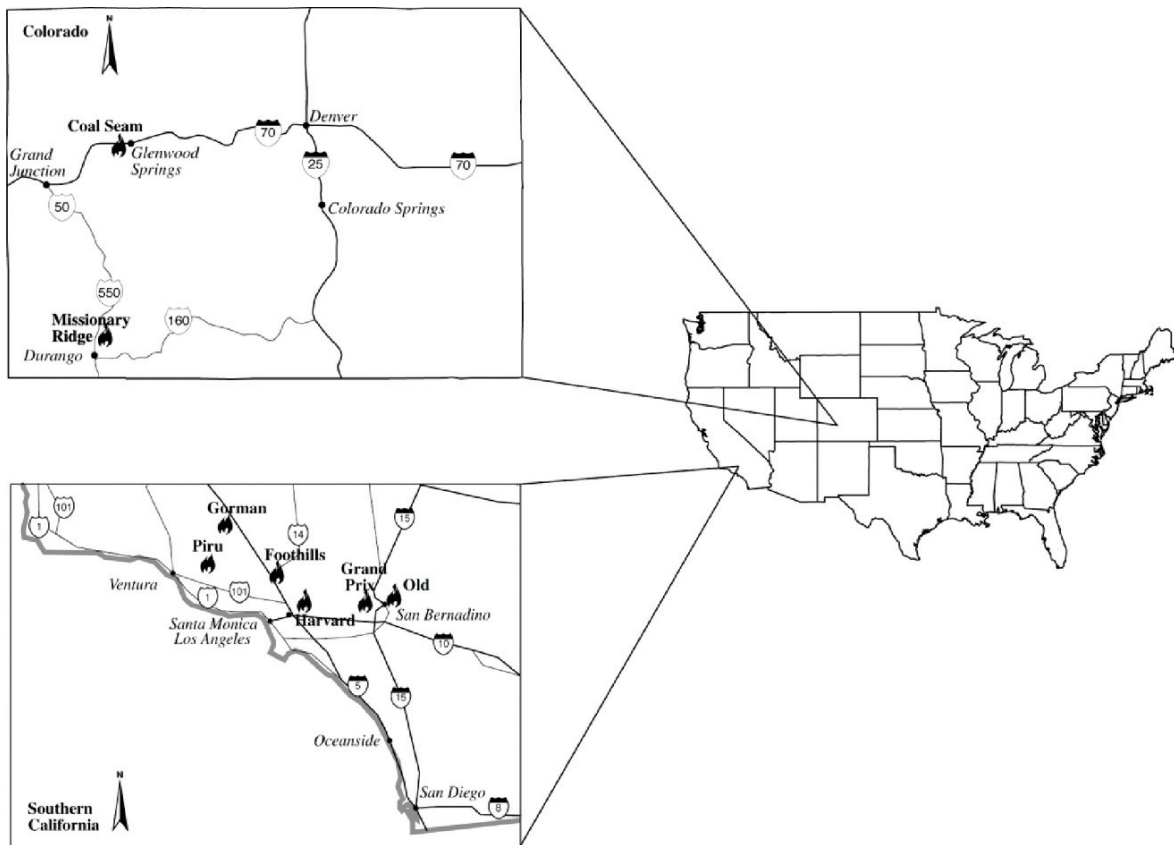 Colorado
N
Coal Seam
Denver
70
Grand
Junction
Glenwood
Springs
25
70
50
Colorado Springs
550
Missionary
Ridge
160
Durango
101
1
Gorman
14
15
Piru
Foothills
Grand
Prix
Old
Ventura
1
101
San Bernadino
Santa Monica
Los Angeles
Harvard
10
5
15
Oceanside
N
San Diego
8
Southern
California